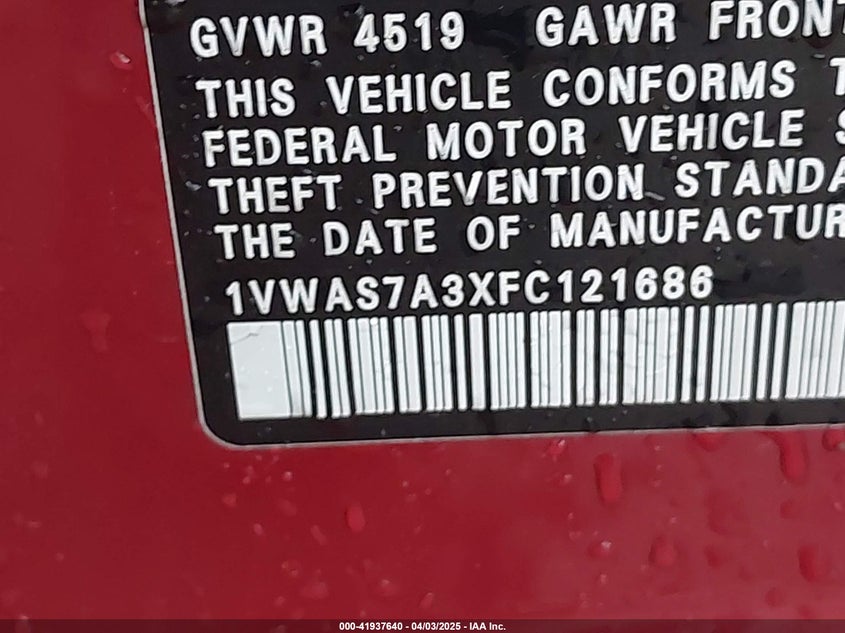 GVWR 4519 GAWR FRONT
THIS VEHICLE CONFORMS
FEDERAL MOTOR VEHICLE
THEFT PREVENTION STANDA
THE DATE OF MANUFACTUR
1VWAS7A3XFC121686
000-41937640 - 04/03/2025 - IAA Inc.